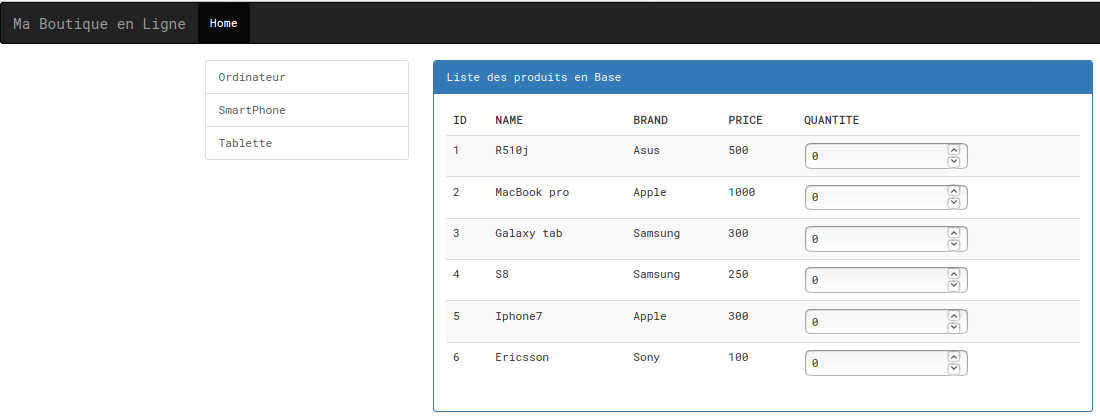 Ma Boutique en Ligne Home
Ordinateur
SmartPhone
Tablette
Liste des produits en Base
ID NAME BRAND PRICE QUANTITE
1 R510j Asus 500 0
2 MacBook pro Apple 1000 0
3 Galaxy tab Samsung 300 0
4 S8 Samsung 250 0
5 Iphone7 Apple 300 0
6 Ericsson Sony 100 0